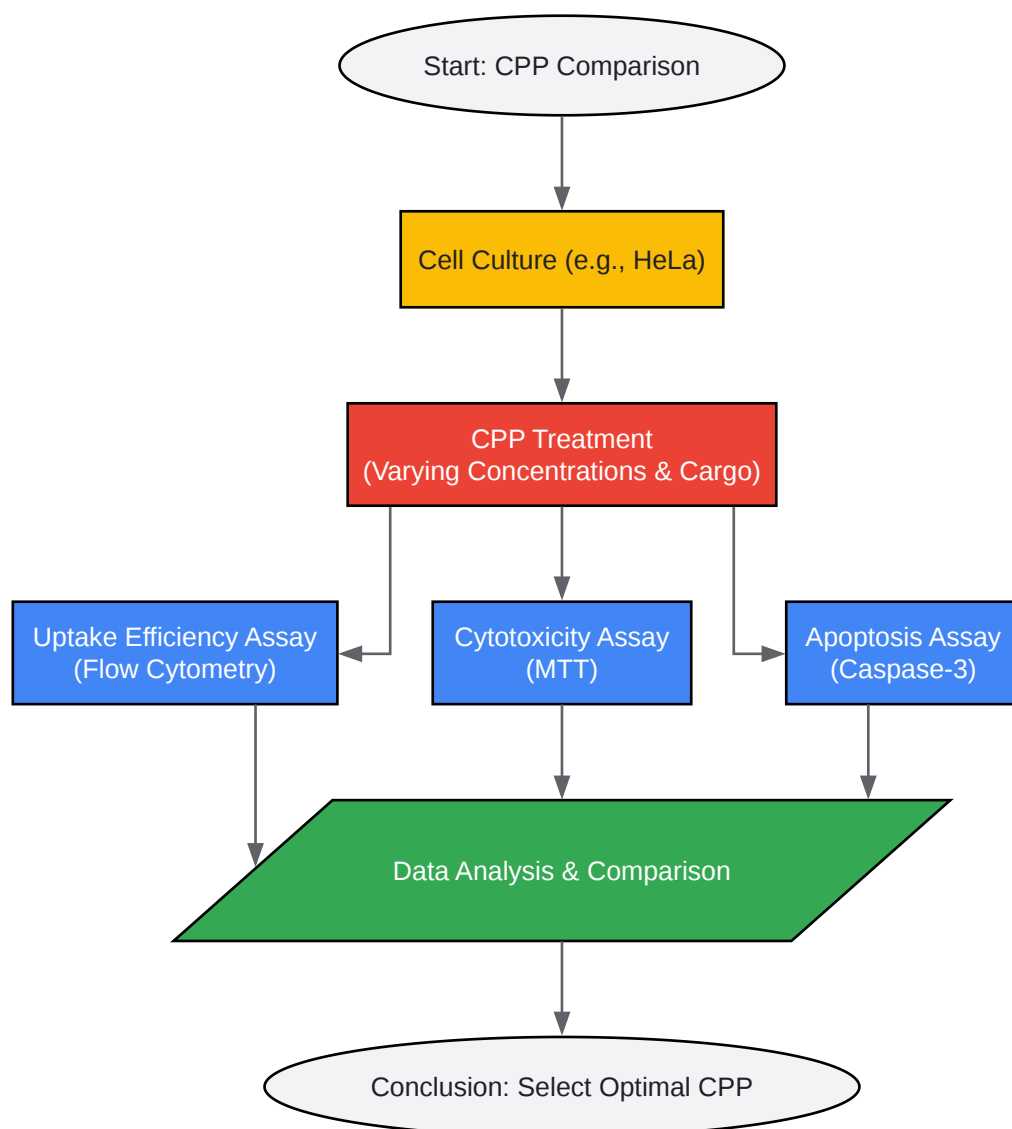 Start: CPP Comparison
Cell Culture (e.g., HeLa)
CPP Treatment
(Varying Concentrations & Cargo)
Uptake Efficiency Assay
(Flow Cytometry)
Cytotoxicity Assay
(MTT)
Apoptosis Assay
(Caspase-3)
Data Analysis & Comparison
Conclusion: Select Optimal CPP